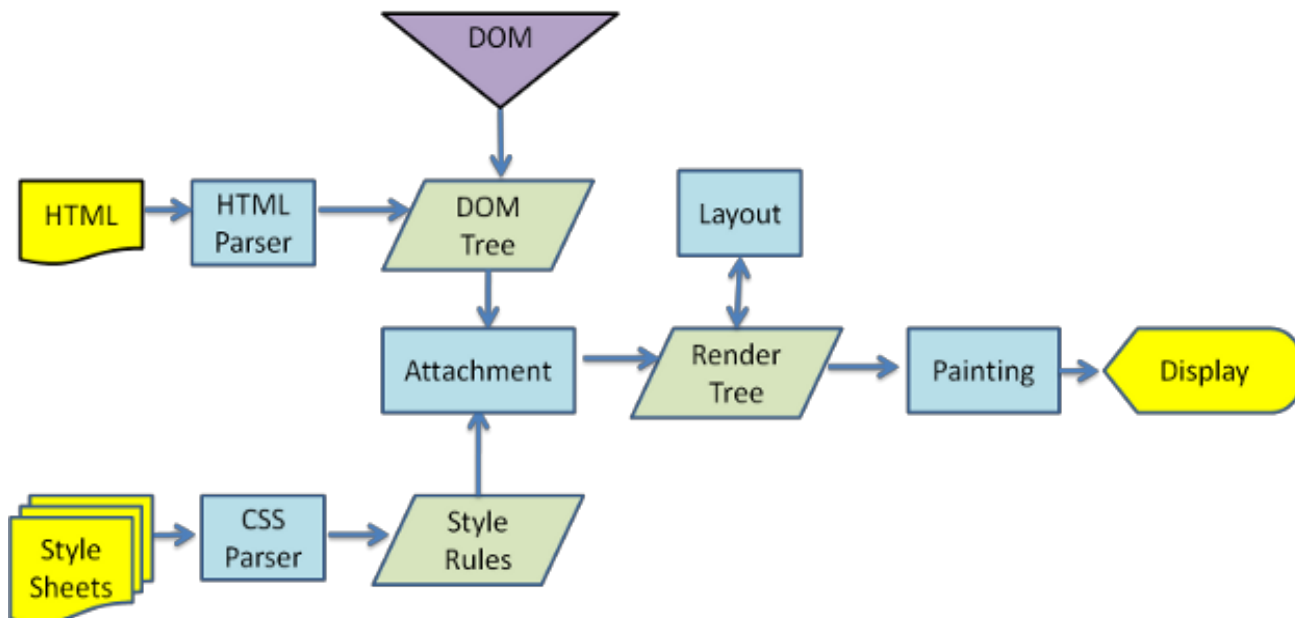 DOM
HTML
HTML
Parser
DOM
Tree
Layout
Attachment
Render
Tree
Painting
Display
Style
Sheets
CSS
Parser
Style
Rules